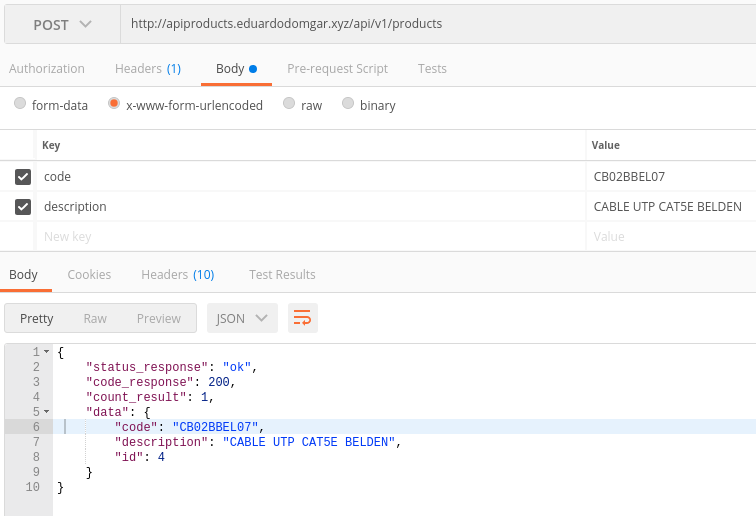 POST http://apiproducts.eduardodomgar.xyz/api/v1/products
Authorization Headers (1) Body Pre-request Script Tests
form-data x-www-form-urlencoded raw binary
Key Value
code CB02BBEL07
description CABLE UTP CAT5E BELDEN
New key Value
Body Cookies Headers (10) Test Results
Pretty Raw Preview JSON
1 {
2 "status_response": "ok",
3 "code_response": 200,
4 "count_result": 1,
5 "data": {
6 "code": "CB02BBEL07",
7 "description": "CABLE UTP CAT5E BELDEN",
8 "id": 4
9 }
10 }